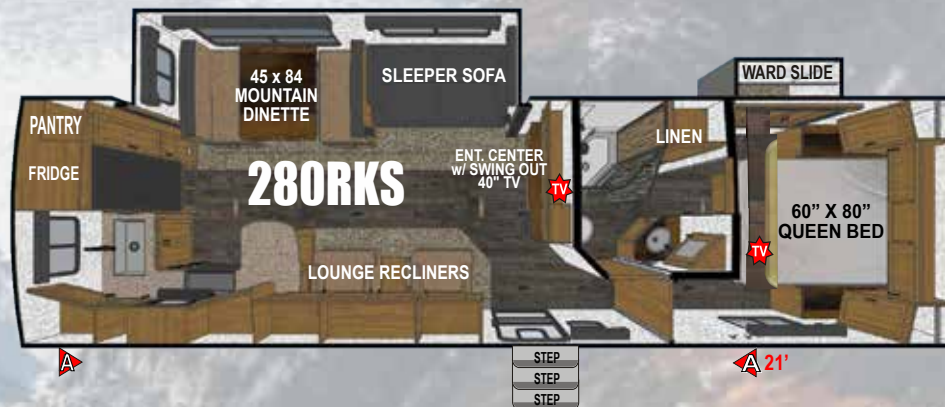 WARD SLIDE
45 x 84
MOUNTAIN
DINETTE
SLEEPER SOFA
PANTRY
FRIDGE
280RKS
ENT. CENTER
w/ SWING OUT
40" TV
TV
LINEN
60” X 80”
QUEEN BED
TV
LOUNGE RECLINERS
A
STEP
STEP
STEP
A 21'